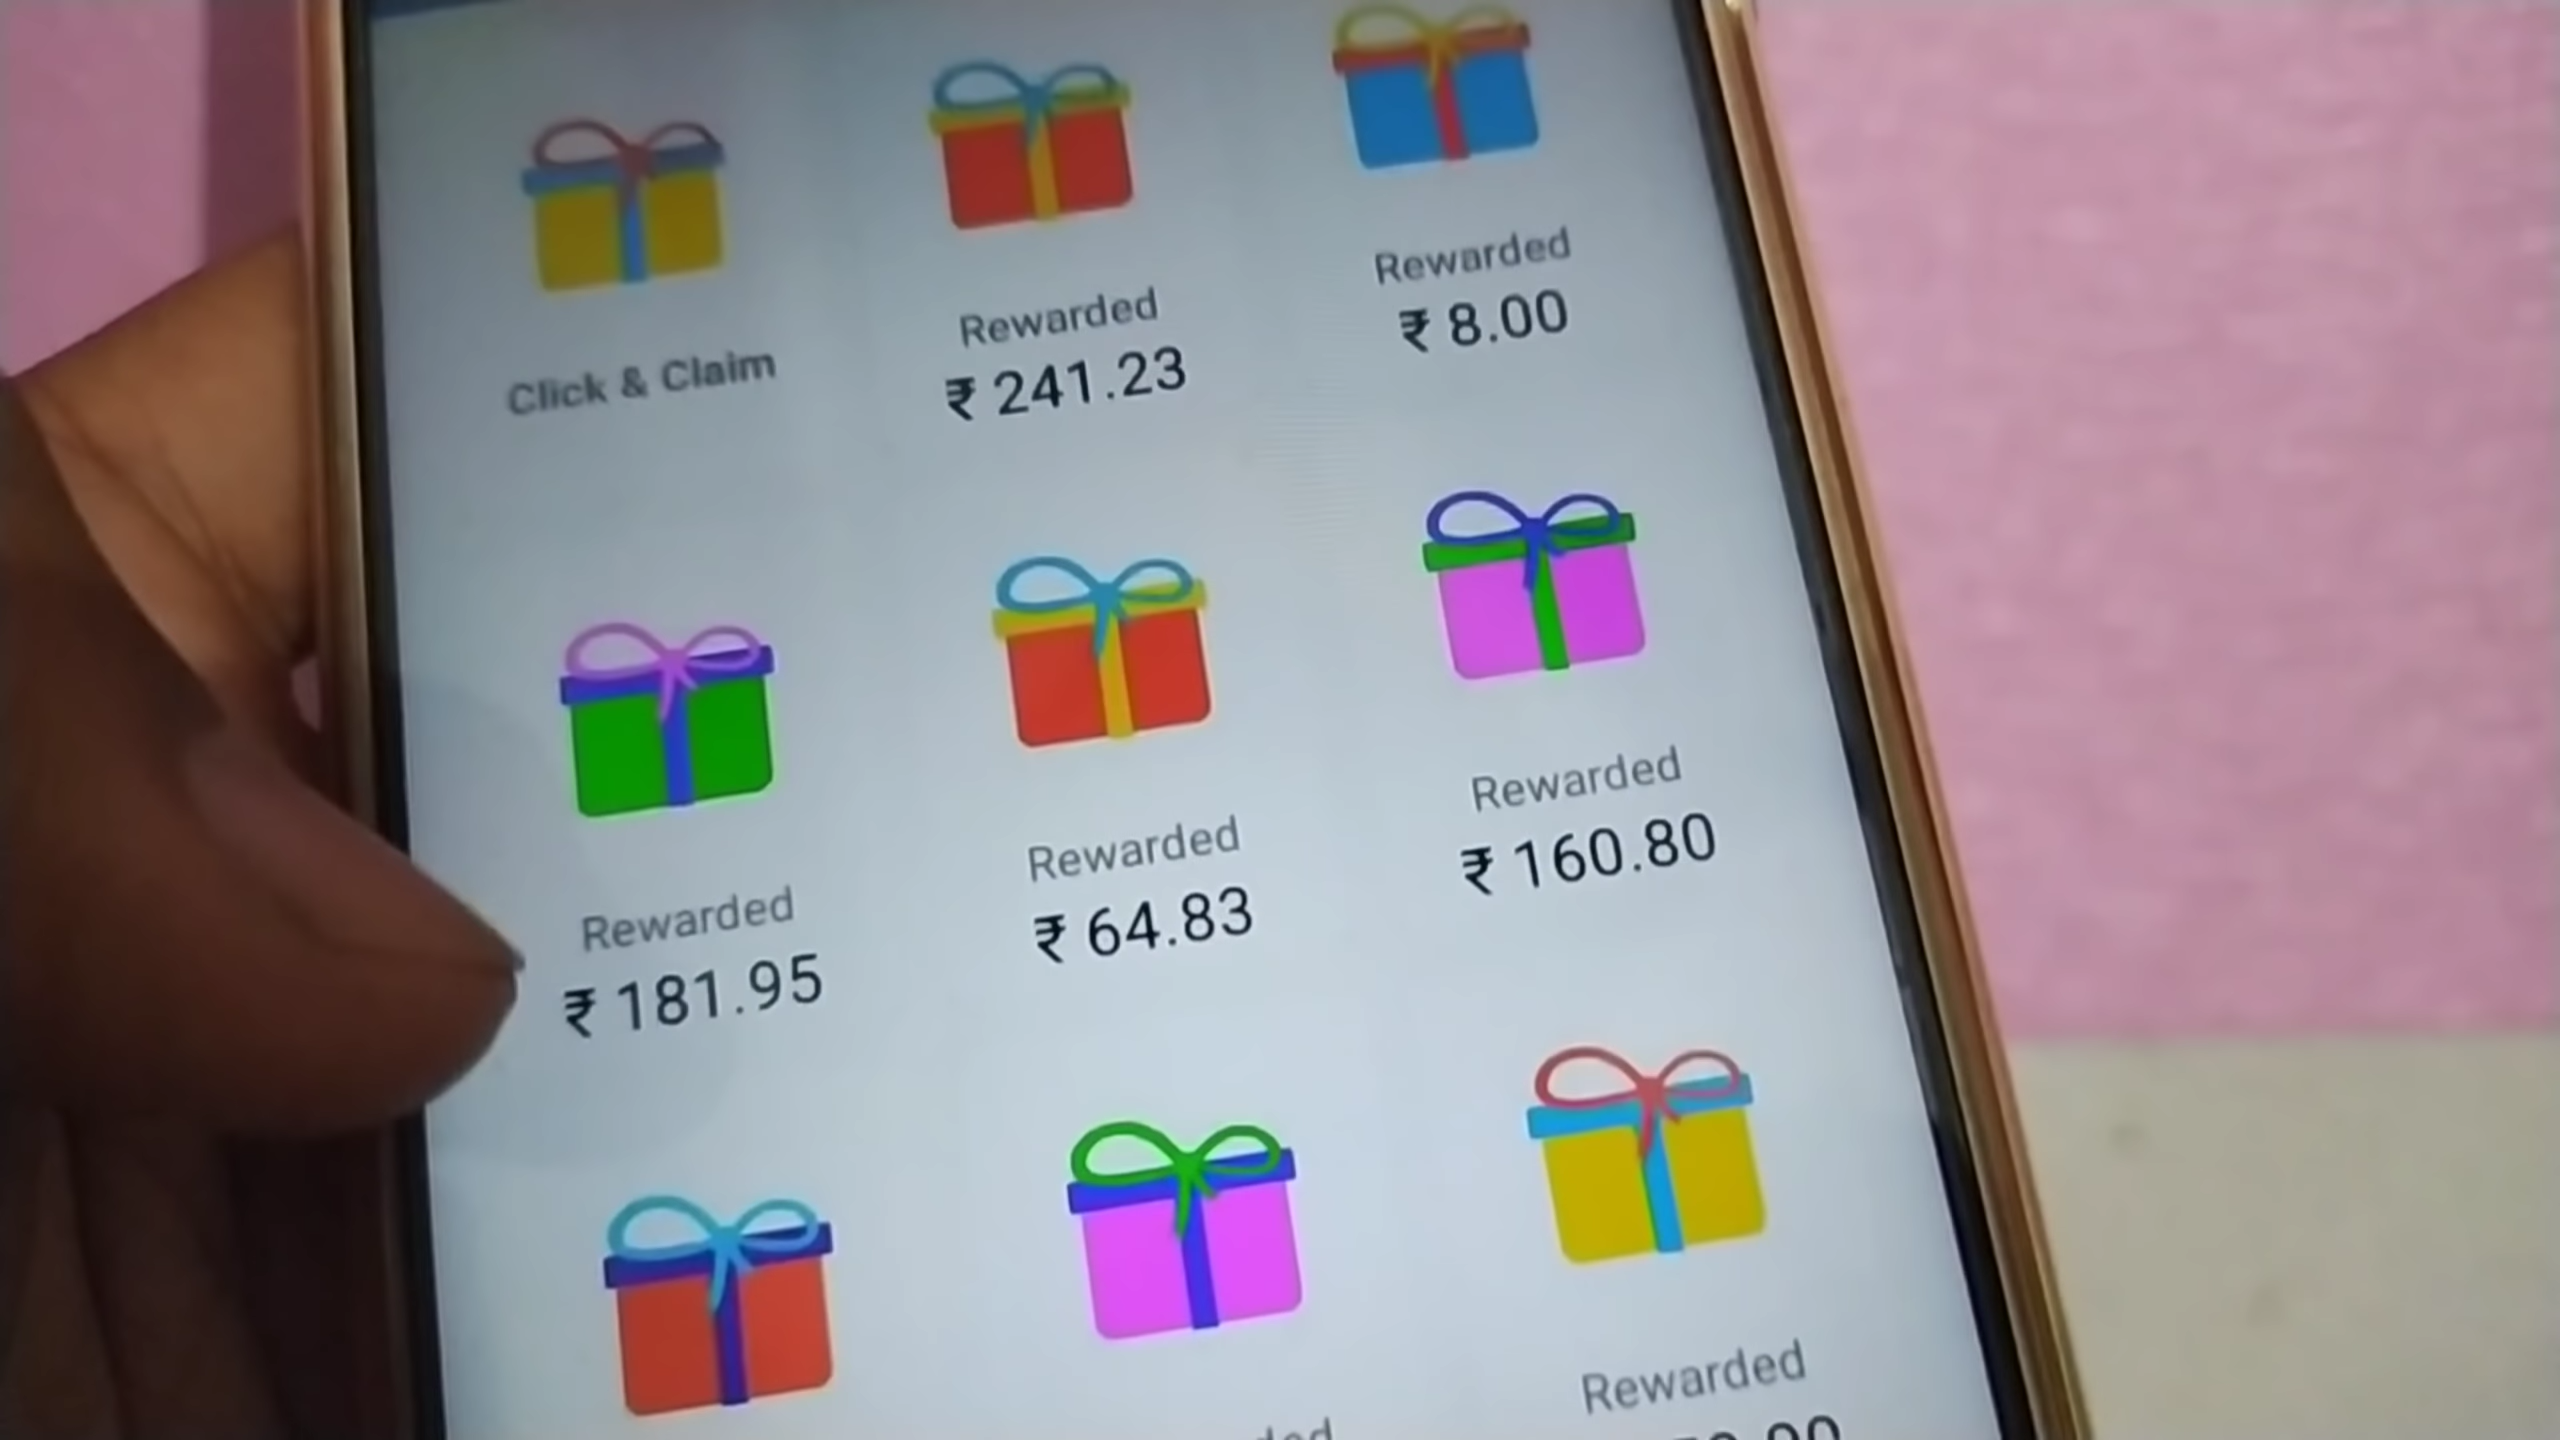 Click & Claim
Rewarded
₹ 241.23
Rewarded
₹ 8.00
Rewarded
₹ 181.95
Rewarded
₹ 64.83
Rewarded
₹ 160.80
Rewarded